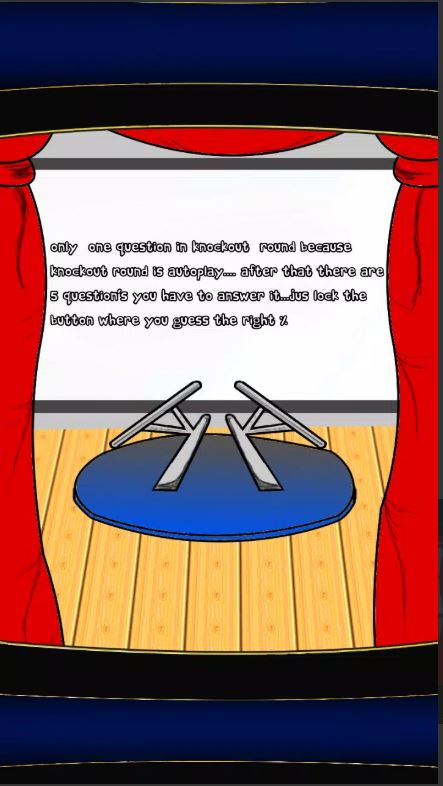 only one question in knockout round because
knockout round is autoplay.... after that there are
5 question's you have to answer it...jus lock the
button where you guess the right %